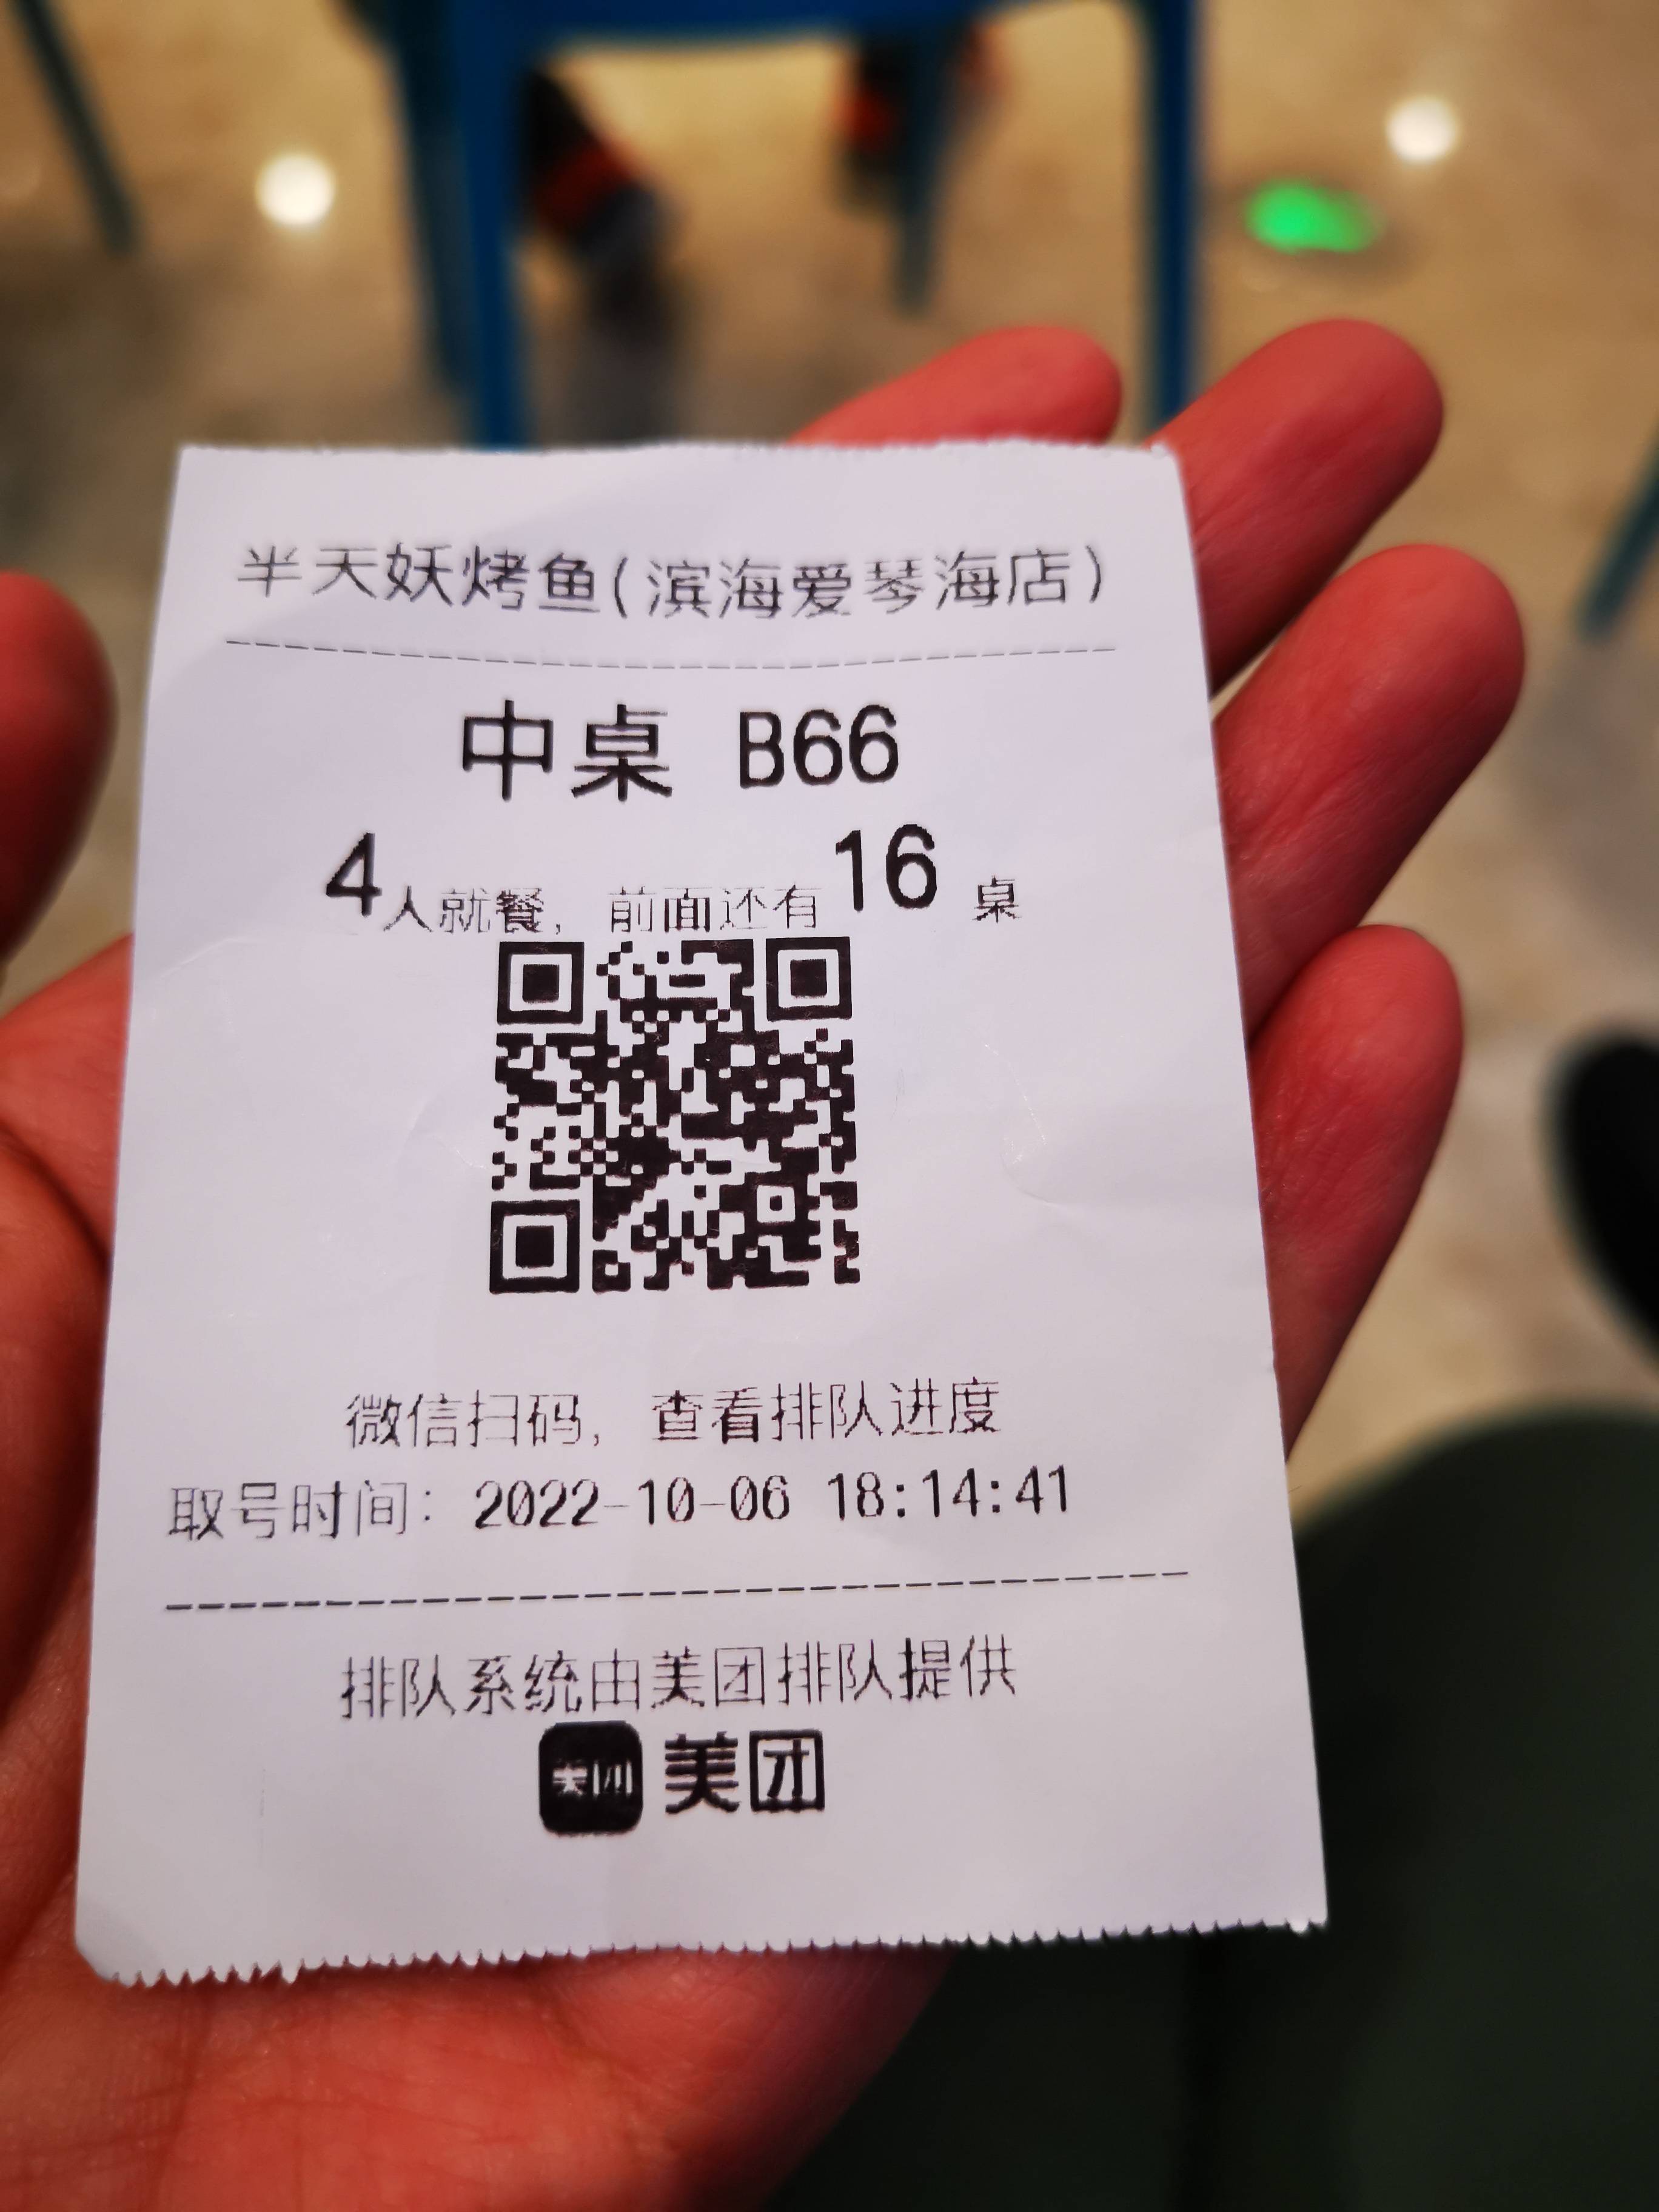 半天妖烤鱼(滨海爱琴海店)
中桌 B66
4人就餐, 前面还有16桌
微信扫码, 查看排队进度
取号时间: 2022-10-06 18:14:41
排队系统由美团排队提供
美团 美团